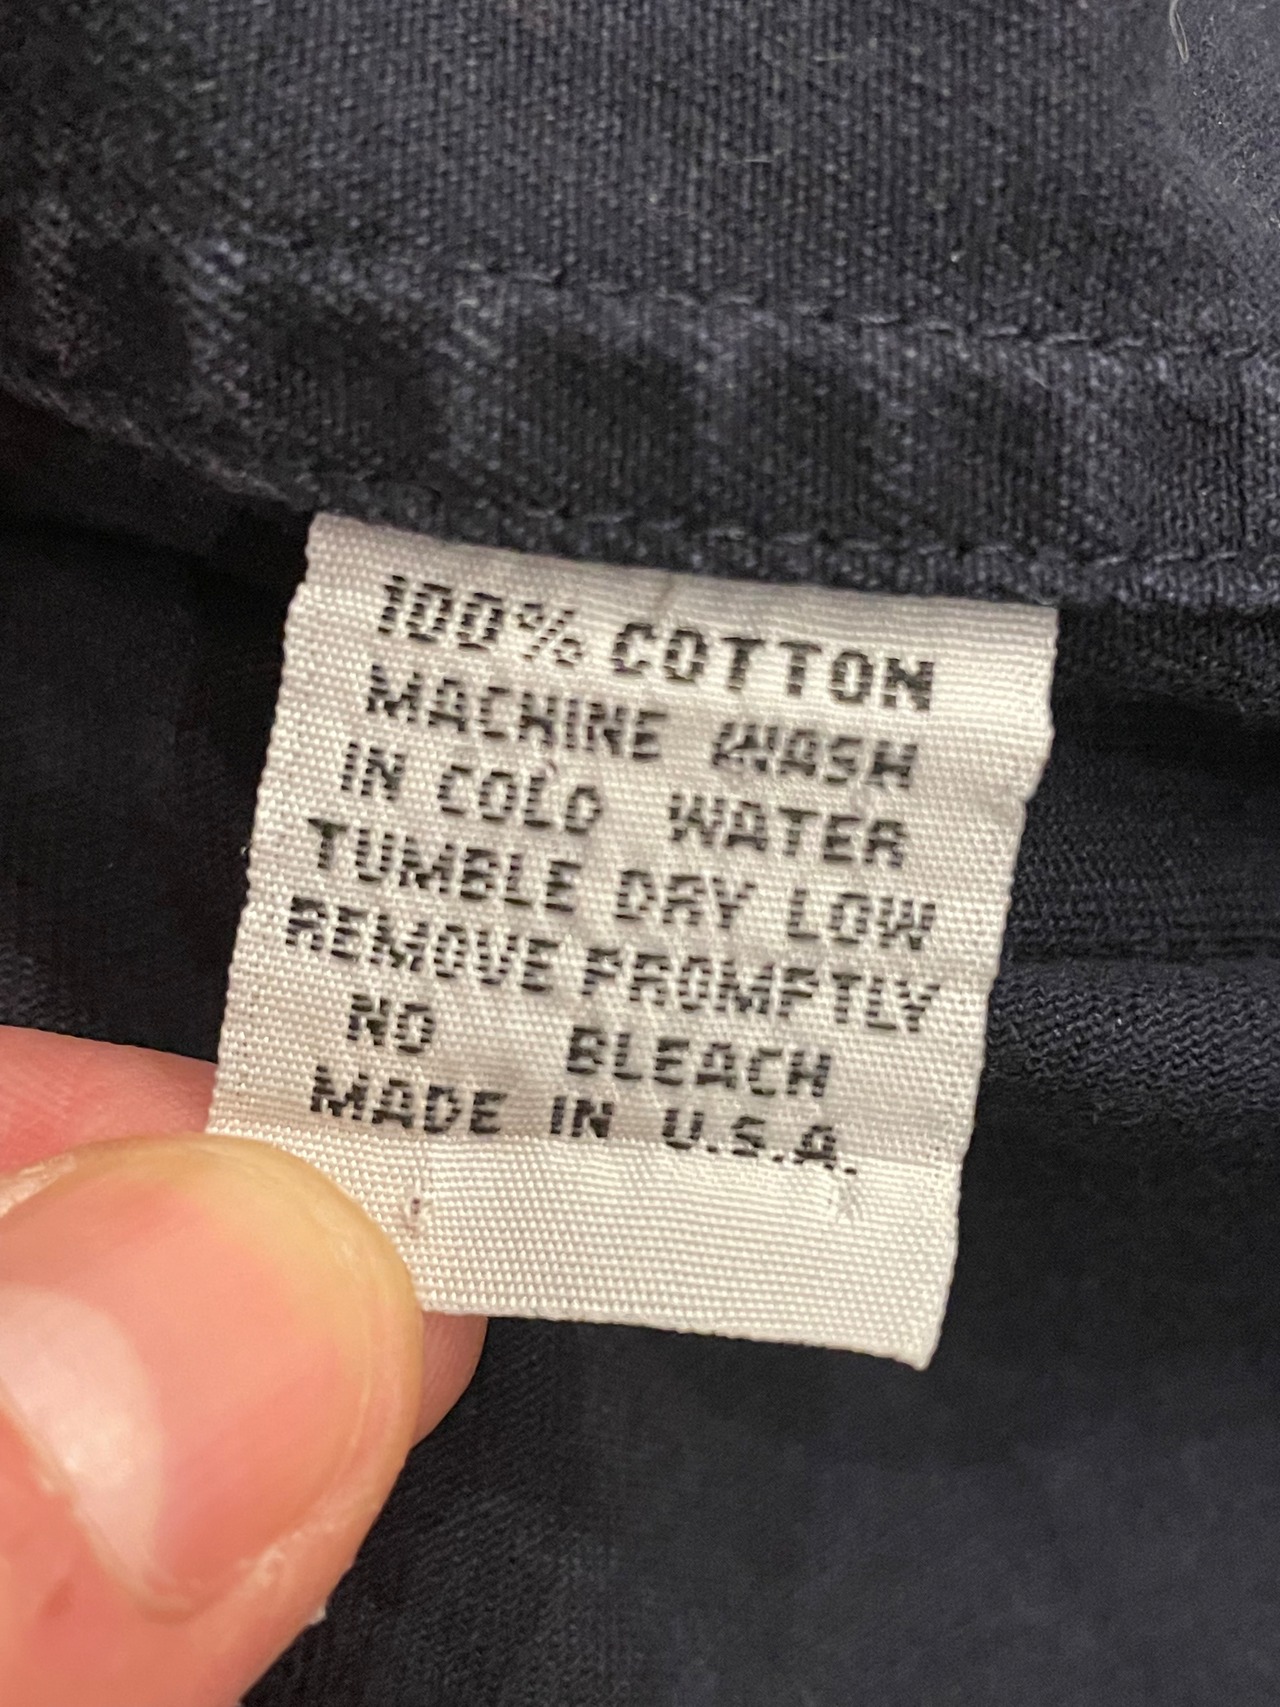 100% COTTON
MACHINE WASH
IN COLD WATER
TUMBLE DRY LOW
REMOVE PROMPTLY
NO BLEACH
MADE IN U.S.A.